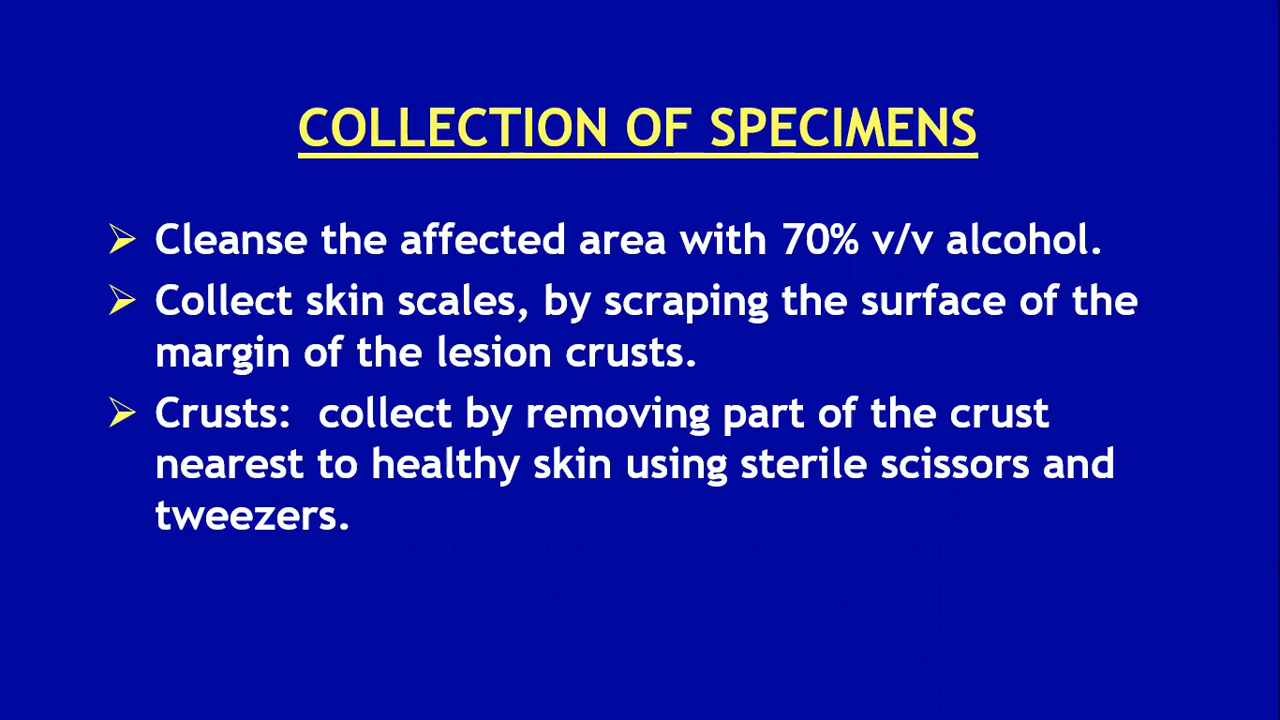 COLLECTION OF SPECIMENS
Cleanse the affected area with 70% v/v alcohol.
Collect skin scales, by scraping the surface of the
margin of the lesion crusts.
Crusts:  collect by removing part of the crust
nearest to healthy skin using sterile scissors and
tweezers.